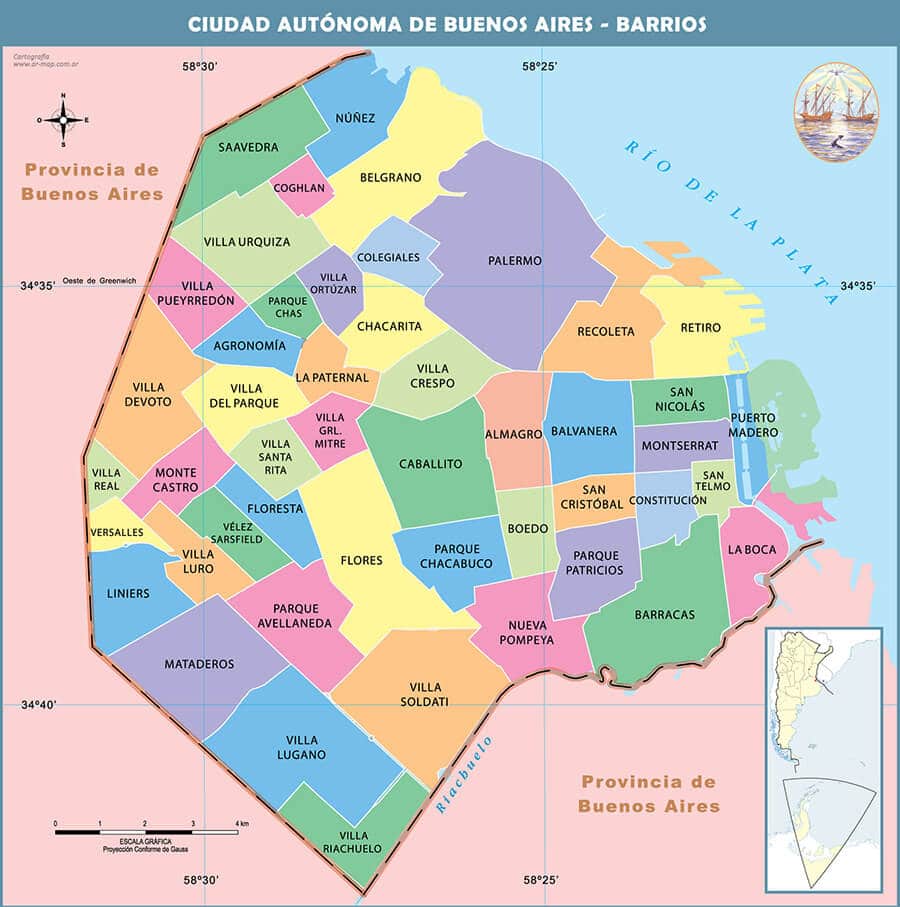 CIUDAD AUTÓNOMA DE BUENOS AIRES - BARRIOS
Cartografía
www.ar-map.com.ar
58°30'
58°25'
N
O
E
S
Provincia de
Buenos Aires
RÍO DE LA PLATA
NÚÑEZ
SAAVEDRA
COGHLAN
BELGRANO
VILLA URQUIZA
COLEGIALES
PALERMO
Oeste de Greenwich
34°35'
34°35'
VILLA
PUEYRREDÓN
VILLA
ORTÚZAR
PARQUE
CHAS
CHACARITA
RECOLETA
RETIRO
AGRONOMÍA
LA PATERNAL
VILLA
CRESPO
VILLA
DEVOTO
VILLA
DEL PARQUE
SAN
NICOLÁS
PUERTO
MADERO
VILLA
GRL.
MITRE
ALMAGRO
BALVANERA
MONTSERRAT
VILLA
SANTA
RITA
CABALLITO
VILLA
REAL
MONTE
CASTRO
SAN
TELMO
SAN
CRISTÓBAL
CONSTITUCIÓN
FLORESTA
VERSALLES
VÉLEZ
SARSFIELD
BOEDO
VILLA
LURO
FLORES
PARQUE
CHACABUCO
PARQUE
PATRICIOS
LA BOCA
LINIERS
PARQUE
AVELLANEDA
NUEVA
POMPEYA
BARRACAS
MATADEROS
VILLA
SOLDATI
34°40'
VILLA
LUGANO
Riachuelo
Provincia de
Buenos Aires
VILLA
RIACHUELO
0 1 2 3 4 km
ESCALA GRÁFICA
Proyección Conforme de Gauss
58°30'
58°25'